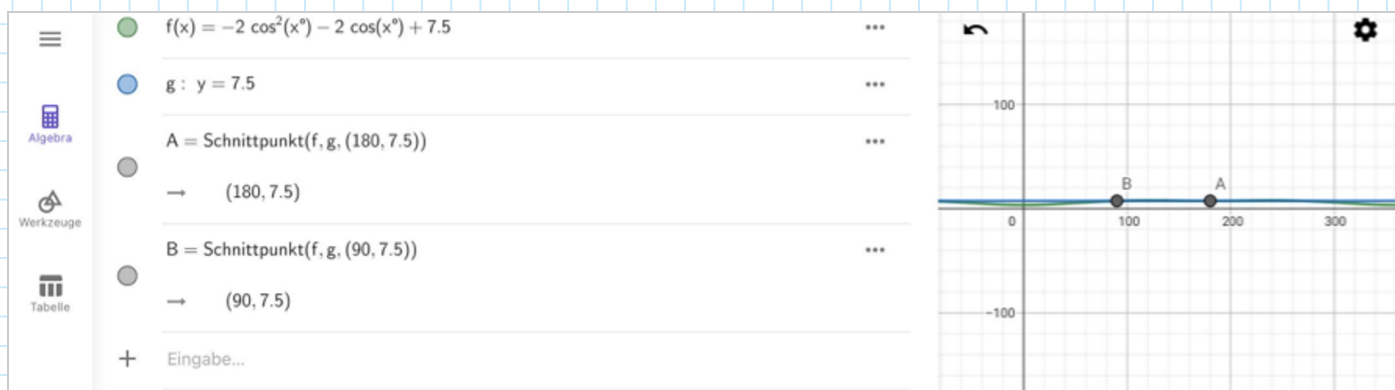 f(x) = −2 cos²(x°) − 2 cos(x°) + 7.5
g : y = 7.5
Algebra
A = Schnittpunkt(f, g, (180, 7.5))
→ (180, 7.5)
Werkzeuge
B = Schnittpunkt(f, g, (90, 7.5))
→ (90, 7.5)
Tabelle
+ Eingabe...
100
B A
0 100 200 300
−100